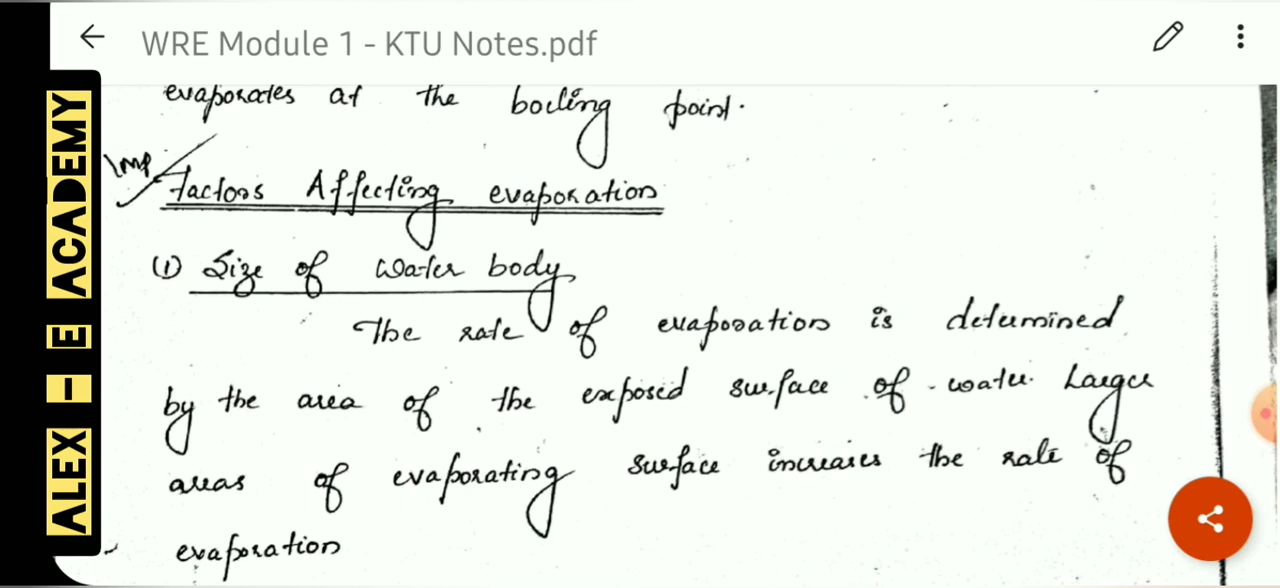 WRE Module 1 - KTU Notes.pdf
ALEX - E ACADEMY
evaporates at the boiling point.
Imp
Factors Affecting evaporation
(1) Size of Water body
The rate of evaporation is determined
by the area of the exposed surface of water. Larger
areas of evaporating surface increases the rate of
evaporation